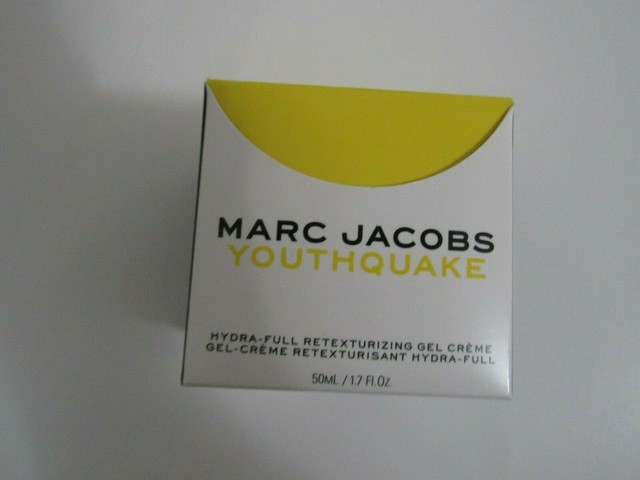 MARC JACOBS
YOUTHQUAKE
HYDRA-FULL RETEXTURIZING GEL CRÈME
GEL-CRÈME RETEXTURISANT HYDRA-FULL
50ML / 1.7 Fl.Oz.